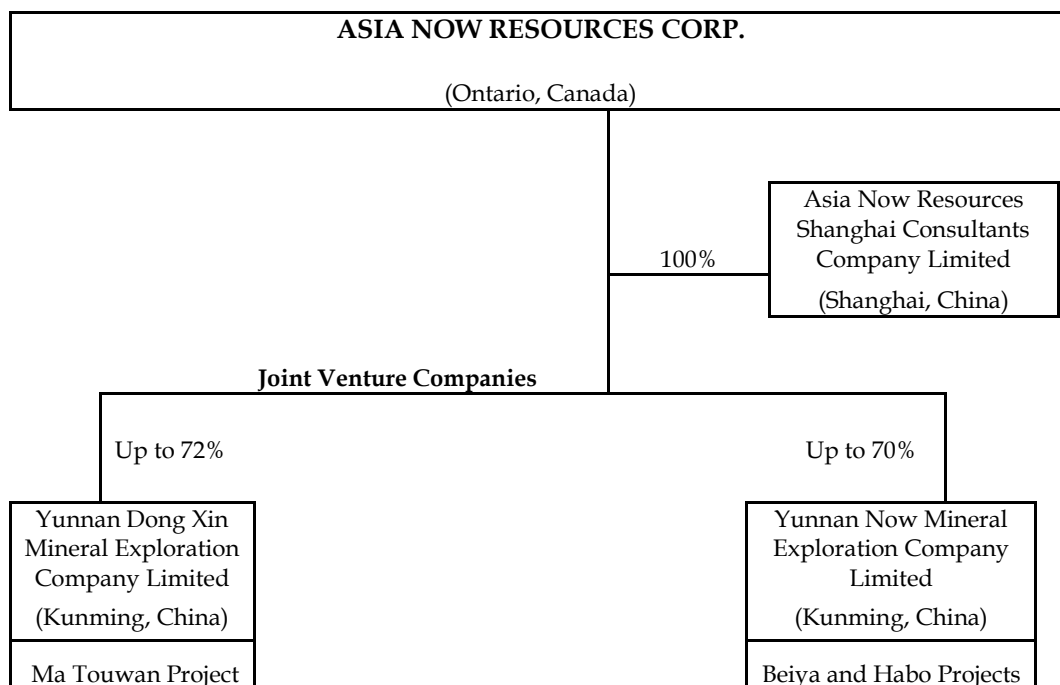 ASIA NOW RESOURCES CORP.
(Ontario, Canada)
Asia Now Resources
Shanghai Consultants
Company Limited
(Shanghai, China)
100%
Joint Venture Companies
Up to 72%
Up to 70%
Yunnan Dong Xin
Mineral Exploration
Company Limited
(Kunming, China)
Ma Touwan Project
Yunnan Now Mineral
Exploration Company
Limited
(Kunming, China)
Beiya and Habo Projects